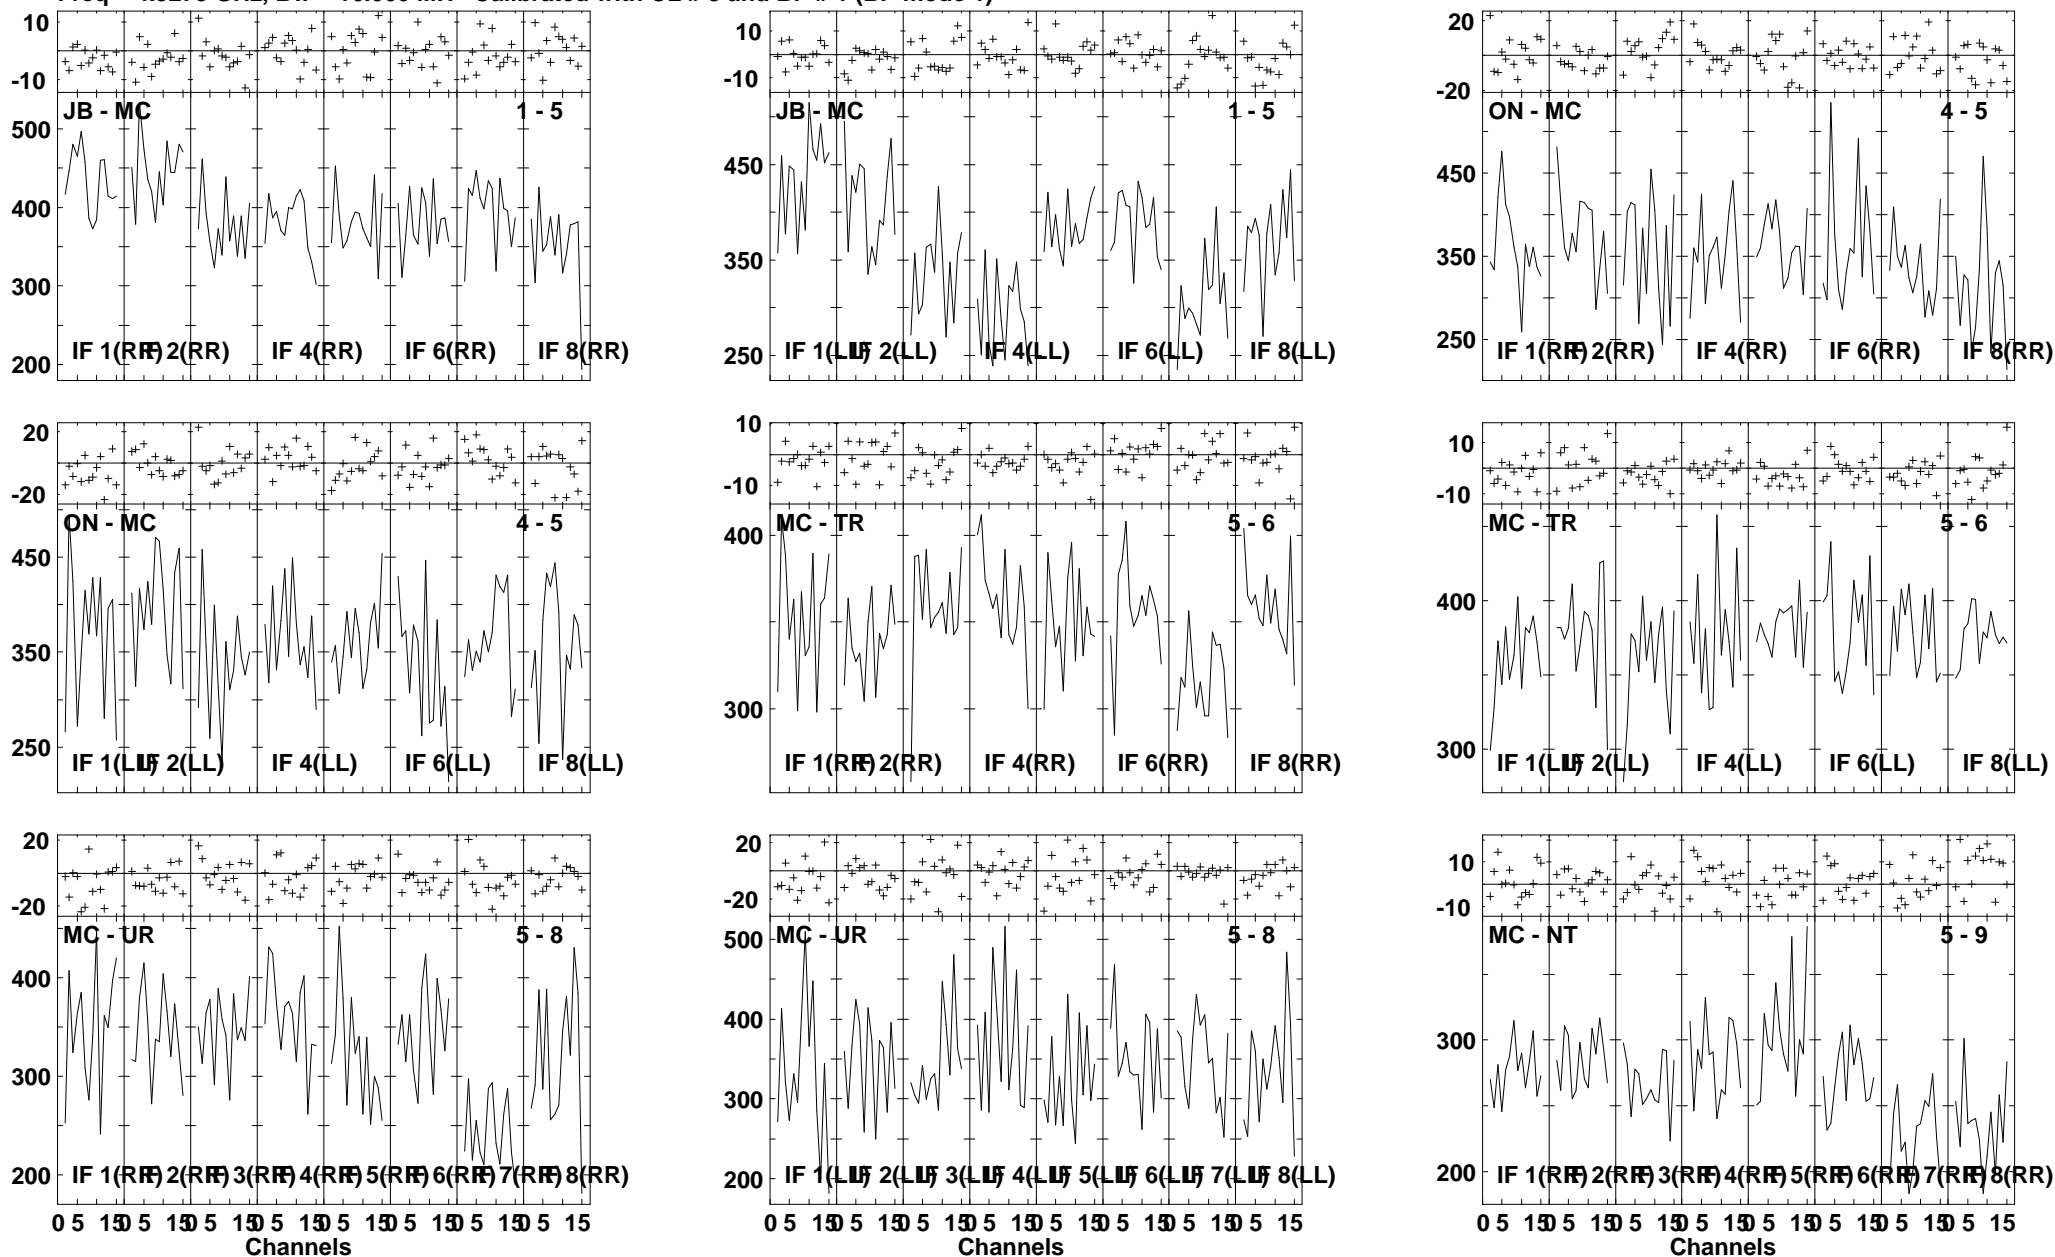 10
-10
JB - MC 1 - 5
500
400
300
200
IF 1(RR) IF 2(RR) IF 4(RR) IF 6(RR) IF 8(RR)
10
-10
JB - MC 1 - 5
450
350
250
IF 1(LL) IF 2(LL) IF 4(LL) IF 6(LL) IF 8(LL)
20
-20
ON - MC 4 - 5
450
350
250
IF 1(RR) IF 2(RR) IF 4(RR) IF 6(RR) IF 8(RR)
20
-20
ON - MC 4 - 5
450
350
250
IF 1(LL) IF 2(LL) IF 4(LL) IF 6(LL) IF 8(LL)
10
-10
MC - TR 5 - 6
400
300
IF 1(RR) IF 2(RR) IF 4(RR) IF 6(RR) IF 8(RR)
10
-10
MC - TR 5 - 6
400
300
IF 1(LL) IF 2(LL) IF 4(LL) IF 6(LL) IF 8(LL)
20
-20
MC - UR 5 - 8
400
300
200
IF 1(RR) IF 2(RR) IF 3(RR) IF 4(RR) IF 5(RR) IF 6(RR) IF 7(RR) IF 8(RR)
0 5 15 0 5 15 0 5 15 0 5 15 0 5 15 0 5 15 0 5 15 0 5 15
Channels
20
-20
MC - UR 5 - 8
500
400
300
200
IF 1(LL) IF 2(LL) IF 3(LL) IF 4(LL) IF 5(LL) IF 6(LL) IF 7(LL) IF 8(LL)
0 5 15 0 5 15 0 5 15 0 5 15 0 5 15 0 5 15 0 5 15 0 5 15
Channels
10
-10
MC - NT 5 - 9
300
200
IF 1(RR) IF 2(RR) IF 3(RR) IF 4(RR) IF 5(RR) IF 6(RR) IF 7(RR) IF 8(RR)
0 5 15 0 5 15 0 5 15 0 5 15 0 5 15 0 5 15 0 5 15 0 5 15
Channels